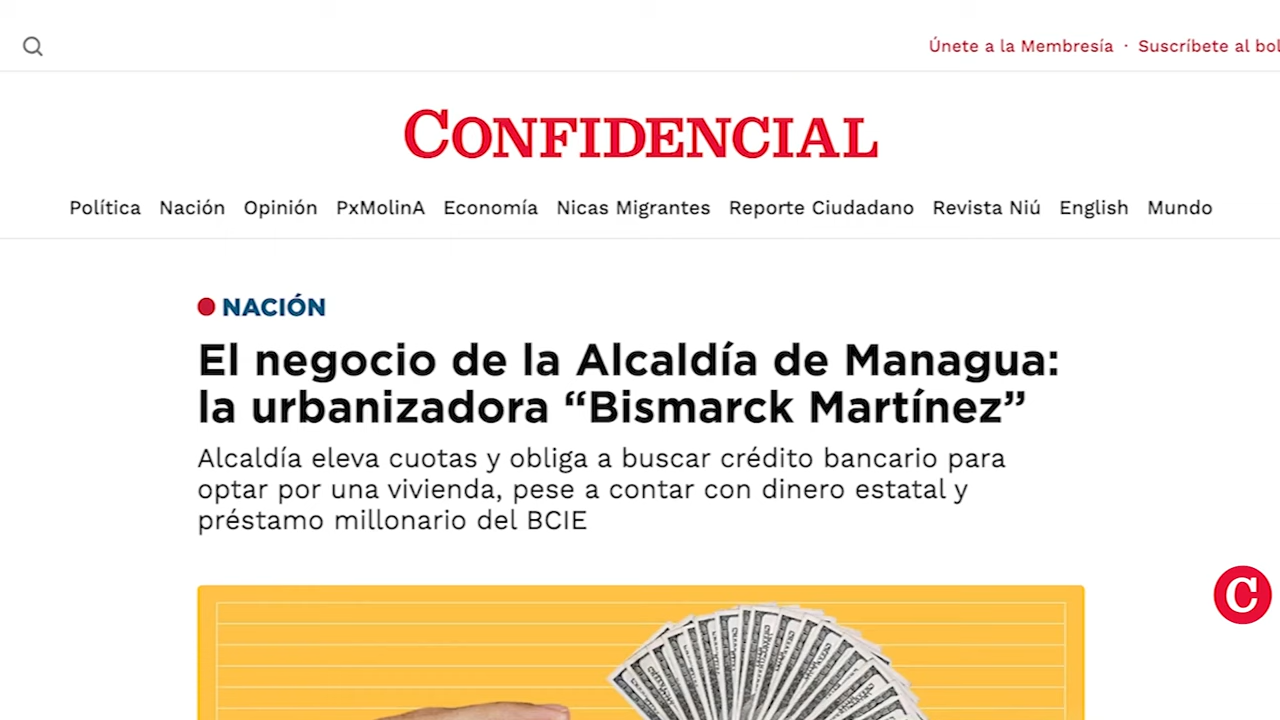 Únete a la Membresía · Suscríbete al bol
CONFIDENCIAL
Política Nación Opinión PxMolinA Economía Nicas Migrantes Reporte Ciudadano Revista Niú English Mundo
NACIÓN
El negocio de la Alcaldía de Managua:
la urbanizadora “Bismarck Martínez”
Alcaldía eleva cuotas y obliga a buscar crédito bancario para
optar por una vivienda, pese a contar con dinero estatal y
préstamo millonario del BCIE
C